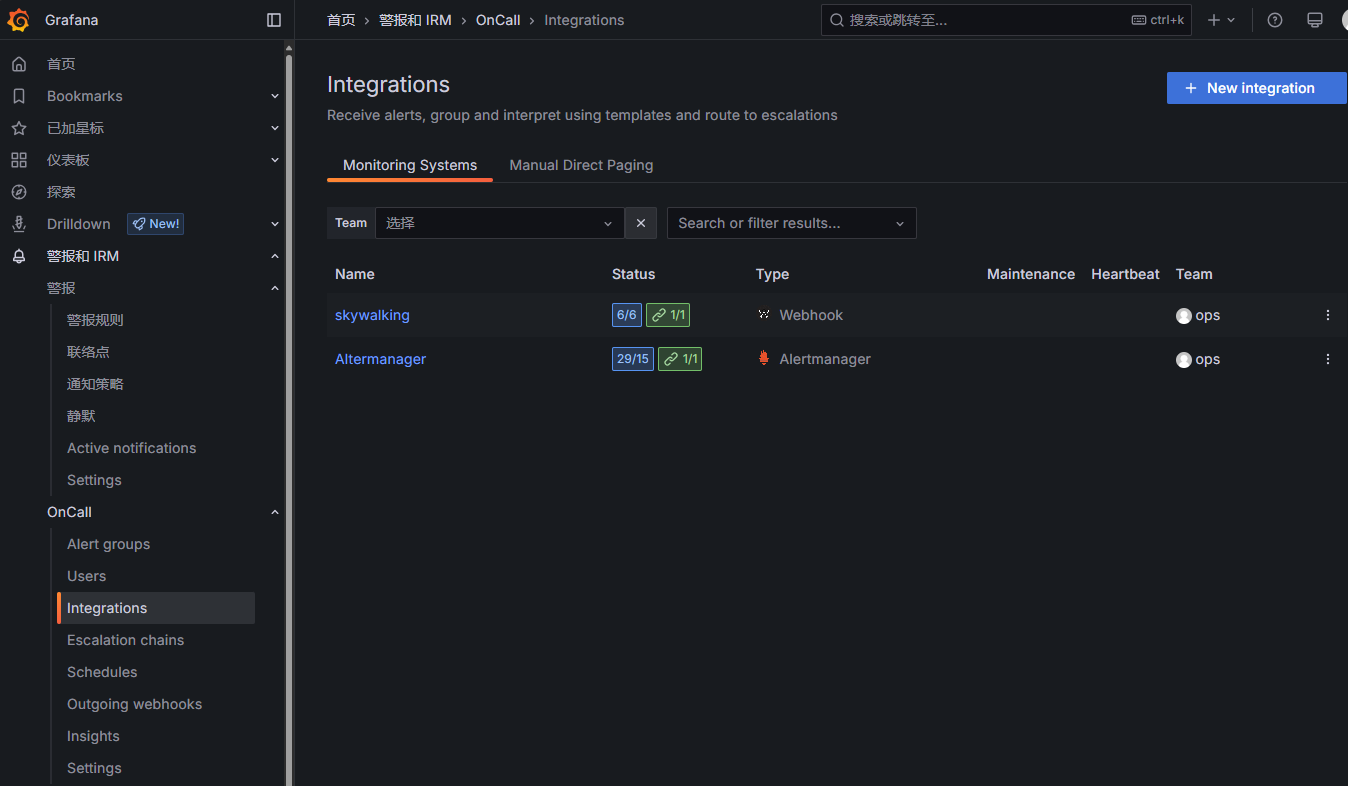 Grafana
首页 › 警报和 IRM › OnCall › Integrations
搜索或跳转至...
ctrl+k
首页
Bookmarks
已加星标
仪表板
探索
Drilldown
New!
警报和 IRM
警报
警报规则
联络点
通知策略
静默
Active notifications
Settings
OnCall
Alert groups
Users
Integrations
Escalation chains
Schedules
Outgoing webhooks
Insights
Settings
Integrations
New integration
Receive alerts, group and interpret using templates and route to escalations
Monitoring Systems Manual Direct Paging
Team 选择 Search or filter results...
Name Status Type Maintenance Heartbeat Team
skywalking 6/6 1/1 Webhook ops
Altermanager 29/15 1/1 Alertmanager ops